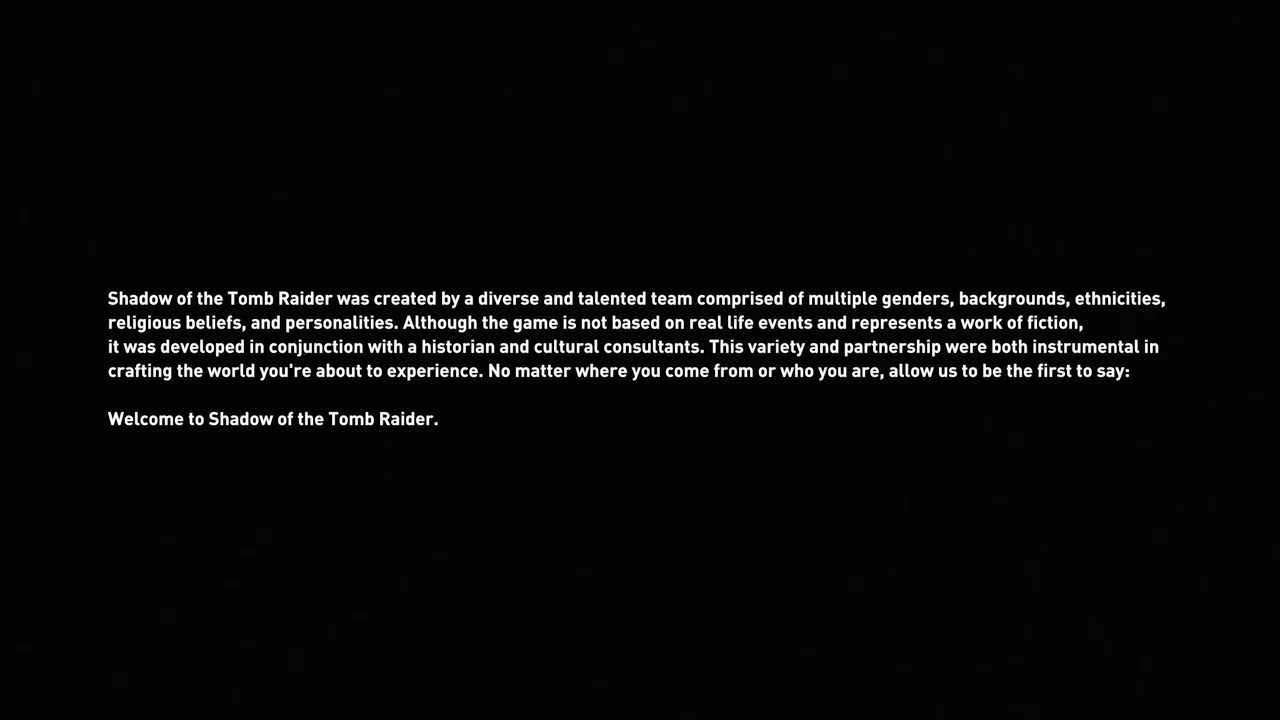 Shadow of the Tomb Raider was created by a diverse and talented team comprised of multiple genders, backgrounds, ethnicities,
religious beliefs, and personalities. Although the game is not based on real life events and represents a work of fiction,
it was developed in conjunction with a historian and cultural consultants. This variety and partnership were both instrumental in
crafting the world you're about to experience. No matter where you come from or who you are, allow us to be the first to say:
Welcome to Shadow of the Tomb Raider.